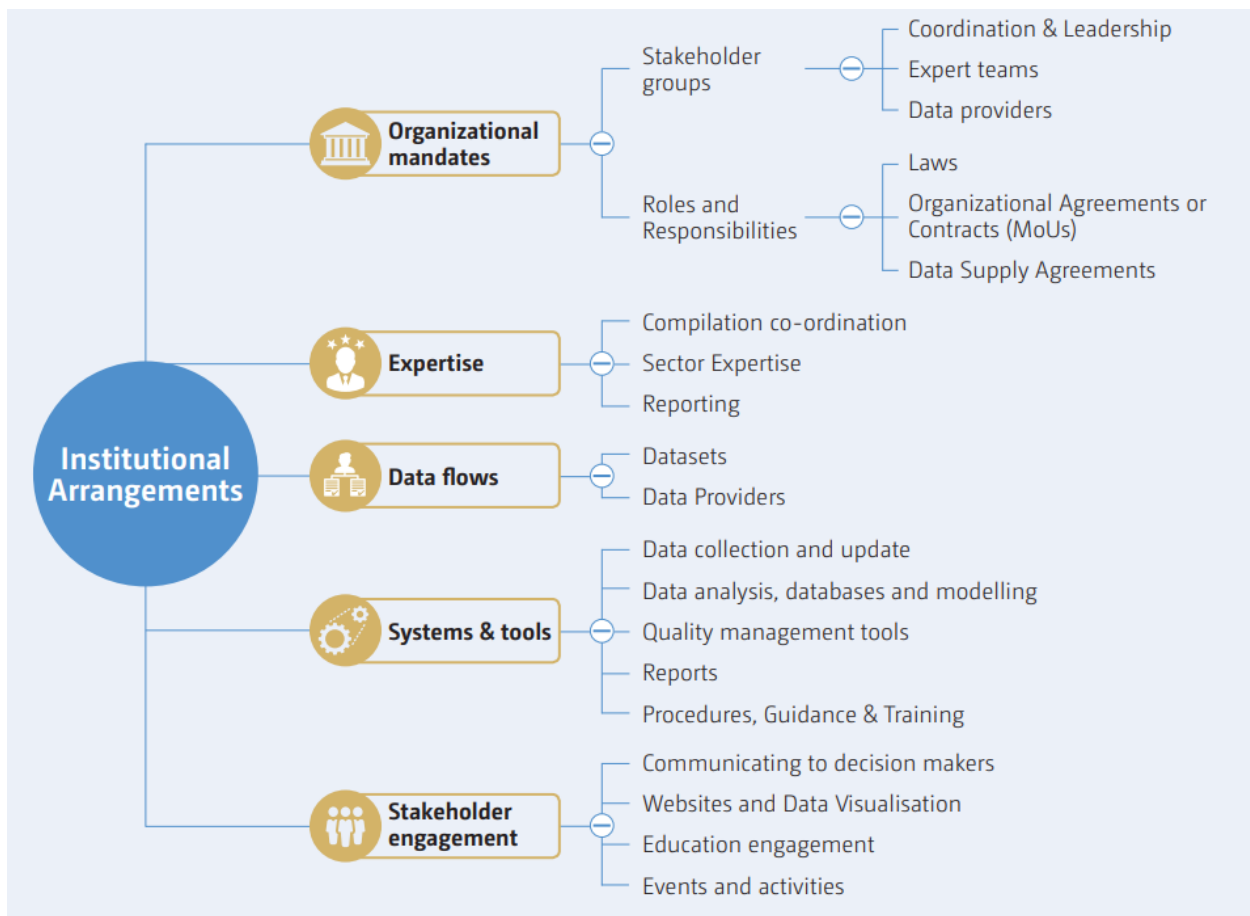 Institutional
Arrangements
Organizational
mandates
Stakeholder
groups
Coordination & Leadership
Expert teams
Data providers
Roles and
Responsibilities
Laws
Organizational Agreements or
Contracts (MoUs)
Data Supply Agreements
Expertise
Compilation co-ordination
Sector Expertise
Reporting
Data flows
Datasets
Data Providers
Systems & tools
Data collection and update
Data analysis, databases and modelling
Quality management tools
Reports
Procedures, Guidance & Training
Stakeholder
engagement
Communicating to decision makers
Websites and Data Visualisation
Education engagement
Events and activities